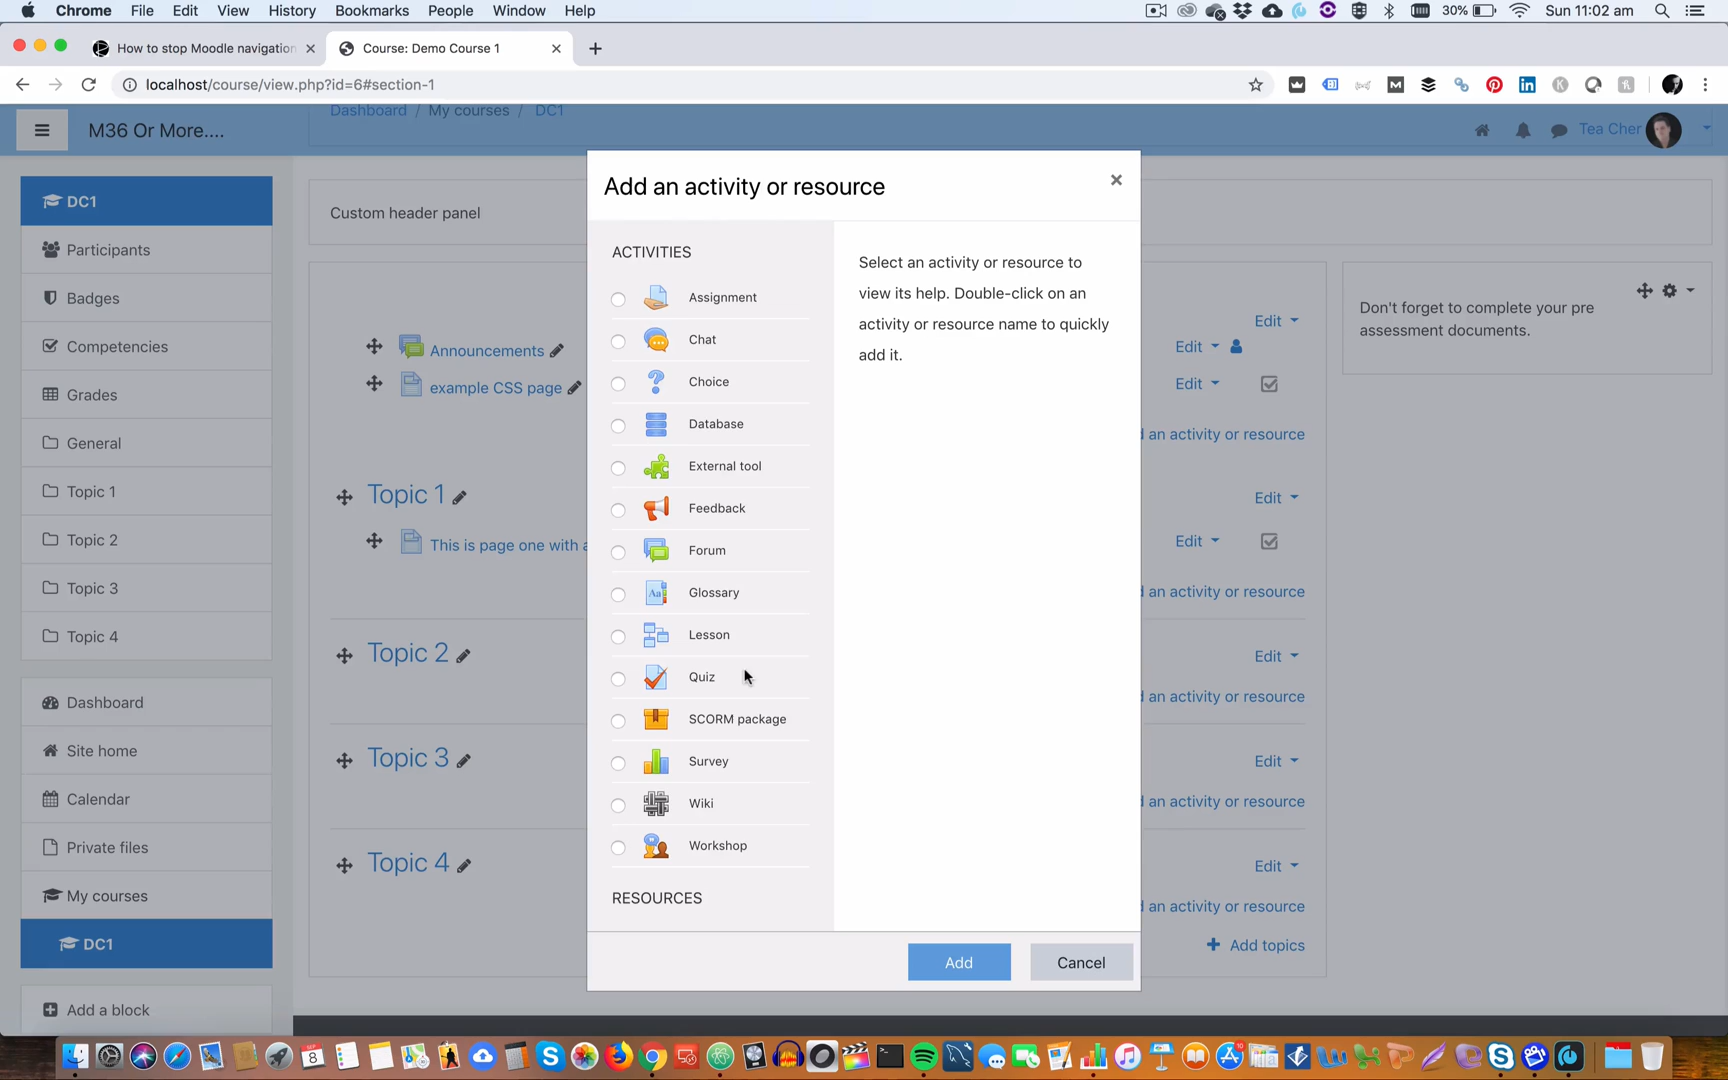 Chrome File Edit View History Bookmarks People Window Help
30% Sun 11:02 am
How to stop Moodle navigation
Course: Demo Course 1
localhost/course/view.php?id=6#section-1
M36 Or More....
Dashboard / My courses / DC1
Tea Cher
DC1
Participants
Badges
Competencies
Grades
General
Topic 1
Topic 2
Topic 3
Topic 4
Dashboard
Site home
Calendar
Private files
My courses
DC1
Add a block
Custom header panel
Announcements
example CSS page
Topic 1
This is page one with a
Topic 2
Topic 3
Topic 4
Add an activity or resource
ACTIVITIES
Assignment
Chat
Choice
Database
External tool
Feedback
Forum
Glossary
Lesson
Quiz
SCORM package
Survey
Wiki
Workshop
RESOURCES
Select an activity or resource to
view its help. Double-click on an
activity or resource name to quickly
add it.
Add
Cancel
Edit
Edit
Edit
d an activity or resource
Edit
Edit
d an activity or resource
Edit
d an activity or resource
Edit
d an activity or resource
Edit
d an activity or resource
Add topics
Don't forget to complete your pre
assessment documents.